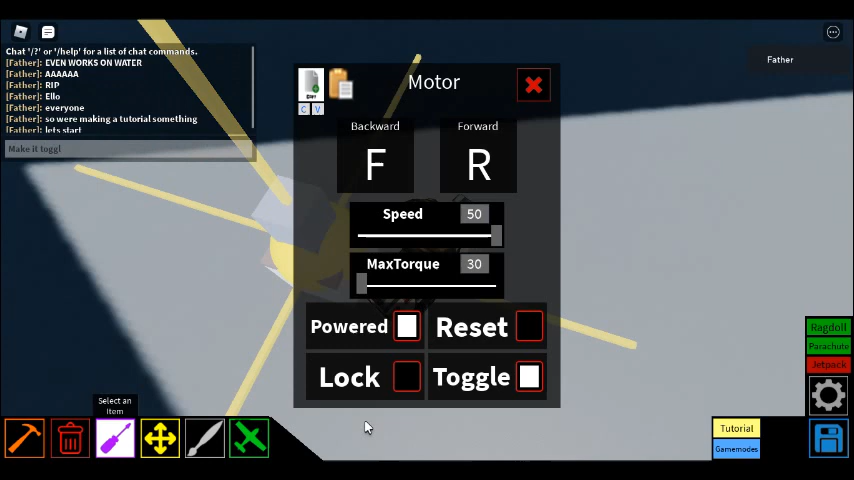 Chat '/?' or '/help' for a list of chat commands.
[Father]: EVEN WORKS ON WATER
[Father]: AAAAAA
[Father]: RIP
[Father]: Ello
[Father]: everyone
[Father]: so were making a tutorial something
[Father]: lets start
Make it toggl
Father
Motor
C V
Backward Forward
F R
Speed 50
MaxTorque 30
Powered Reset
Lock Toggle
Select an
Item
Ragdoll
Parachute
Jetpack
Tutorial
Gamemodes